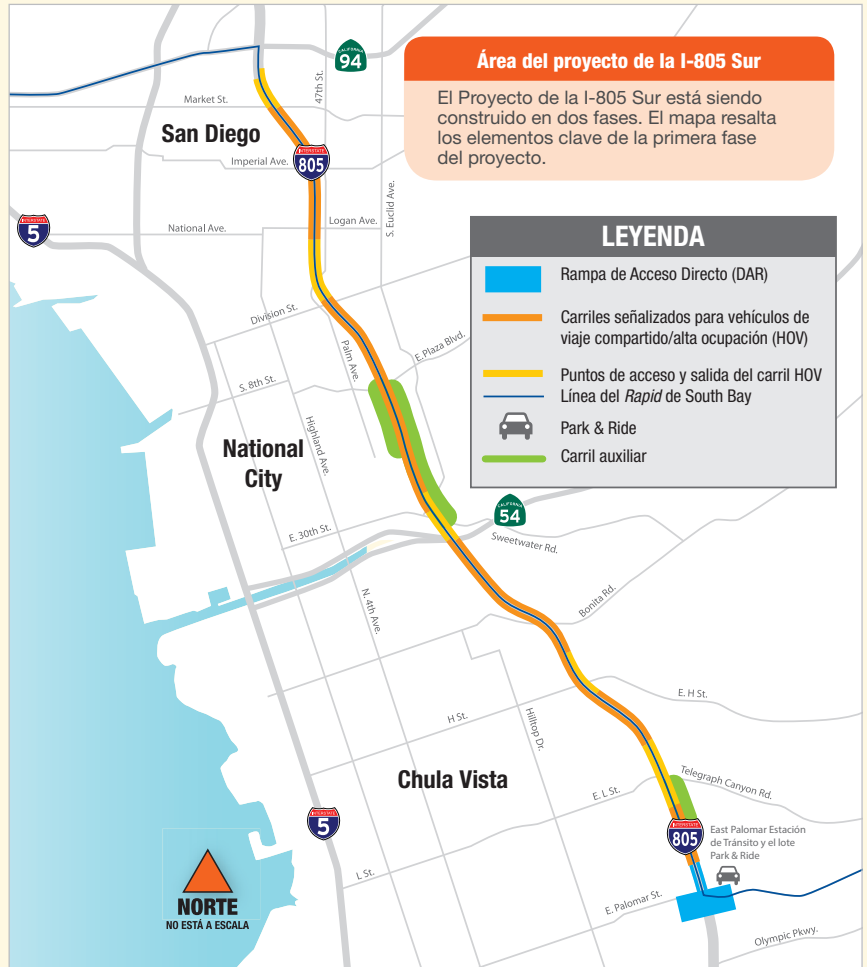 CALIFORNIA
94
Área del proyecto de la I-805 Sur
El Proyecto de la I-805 Sur está siendo
construido en dos fases. El mapa resalta
los elementos clave de la primera fase
del proyecto.
47th St.
Market St.
San Diego
Imperial Ave.
INTERSTATE
805
S. Euclid Ave.
INTERSTATE
5
National Ave.
Logan Ave.
LEYENDA
Rampa de Acceso Directo (DAR)
Carriles señalizados para vehículos de
viaje compartido/alta ocupación (HOV)
Puntos de acceso y salida del carril HOV
Línea del Rapid de South Bay
Park & Ride
Carril auxiliar
Division St.
Palm Ave.
E Plaza Blvd.
S. 8th St.
Highland Ave.
National
City
CALIFORNIA
54
E. 30th St.
Sweetwater Rd.
N. 4th Ave.
Bonita Rd.
E. H St.
H St.
Hilltop Dr.
Chula Vista
Telegraph Canyon Rd.
E. L St.
INTERSTATE
5
INTERSTATE
805
East Palomar Estación
de Tránsito y el lote
Park & Ride
L St.
NORTE
NO ESTÁ A ESCALA
E. Palomar St.
Olympic Pkwy.